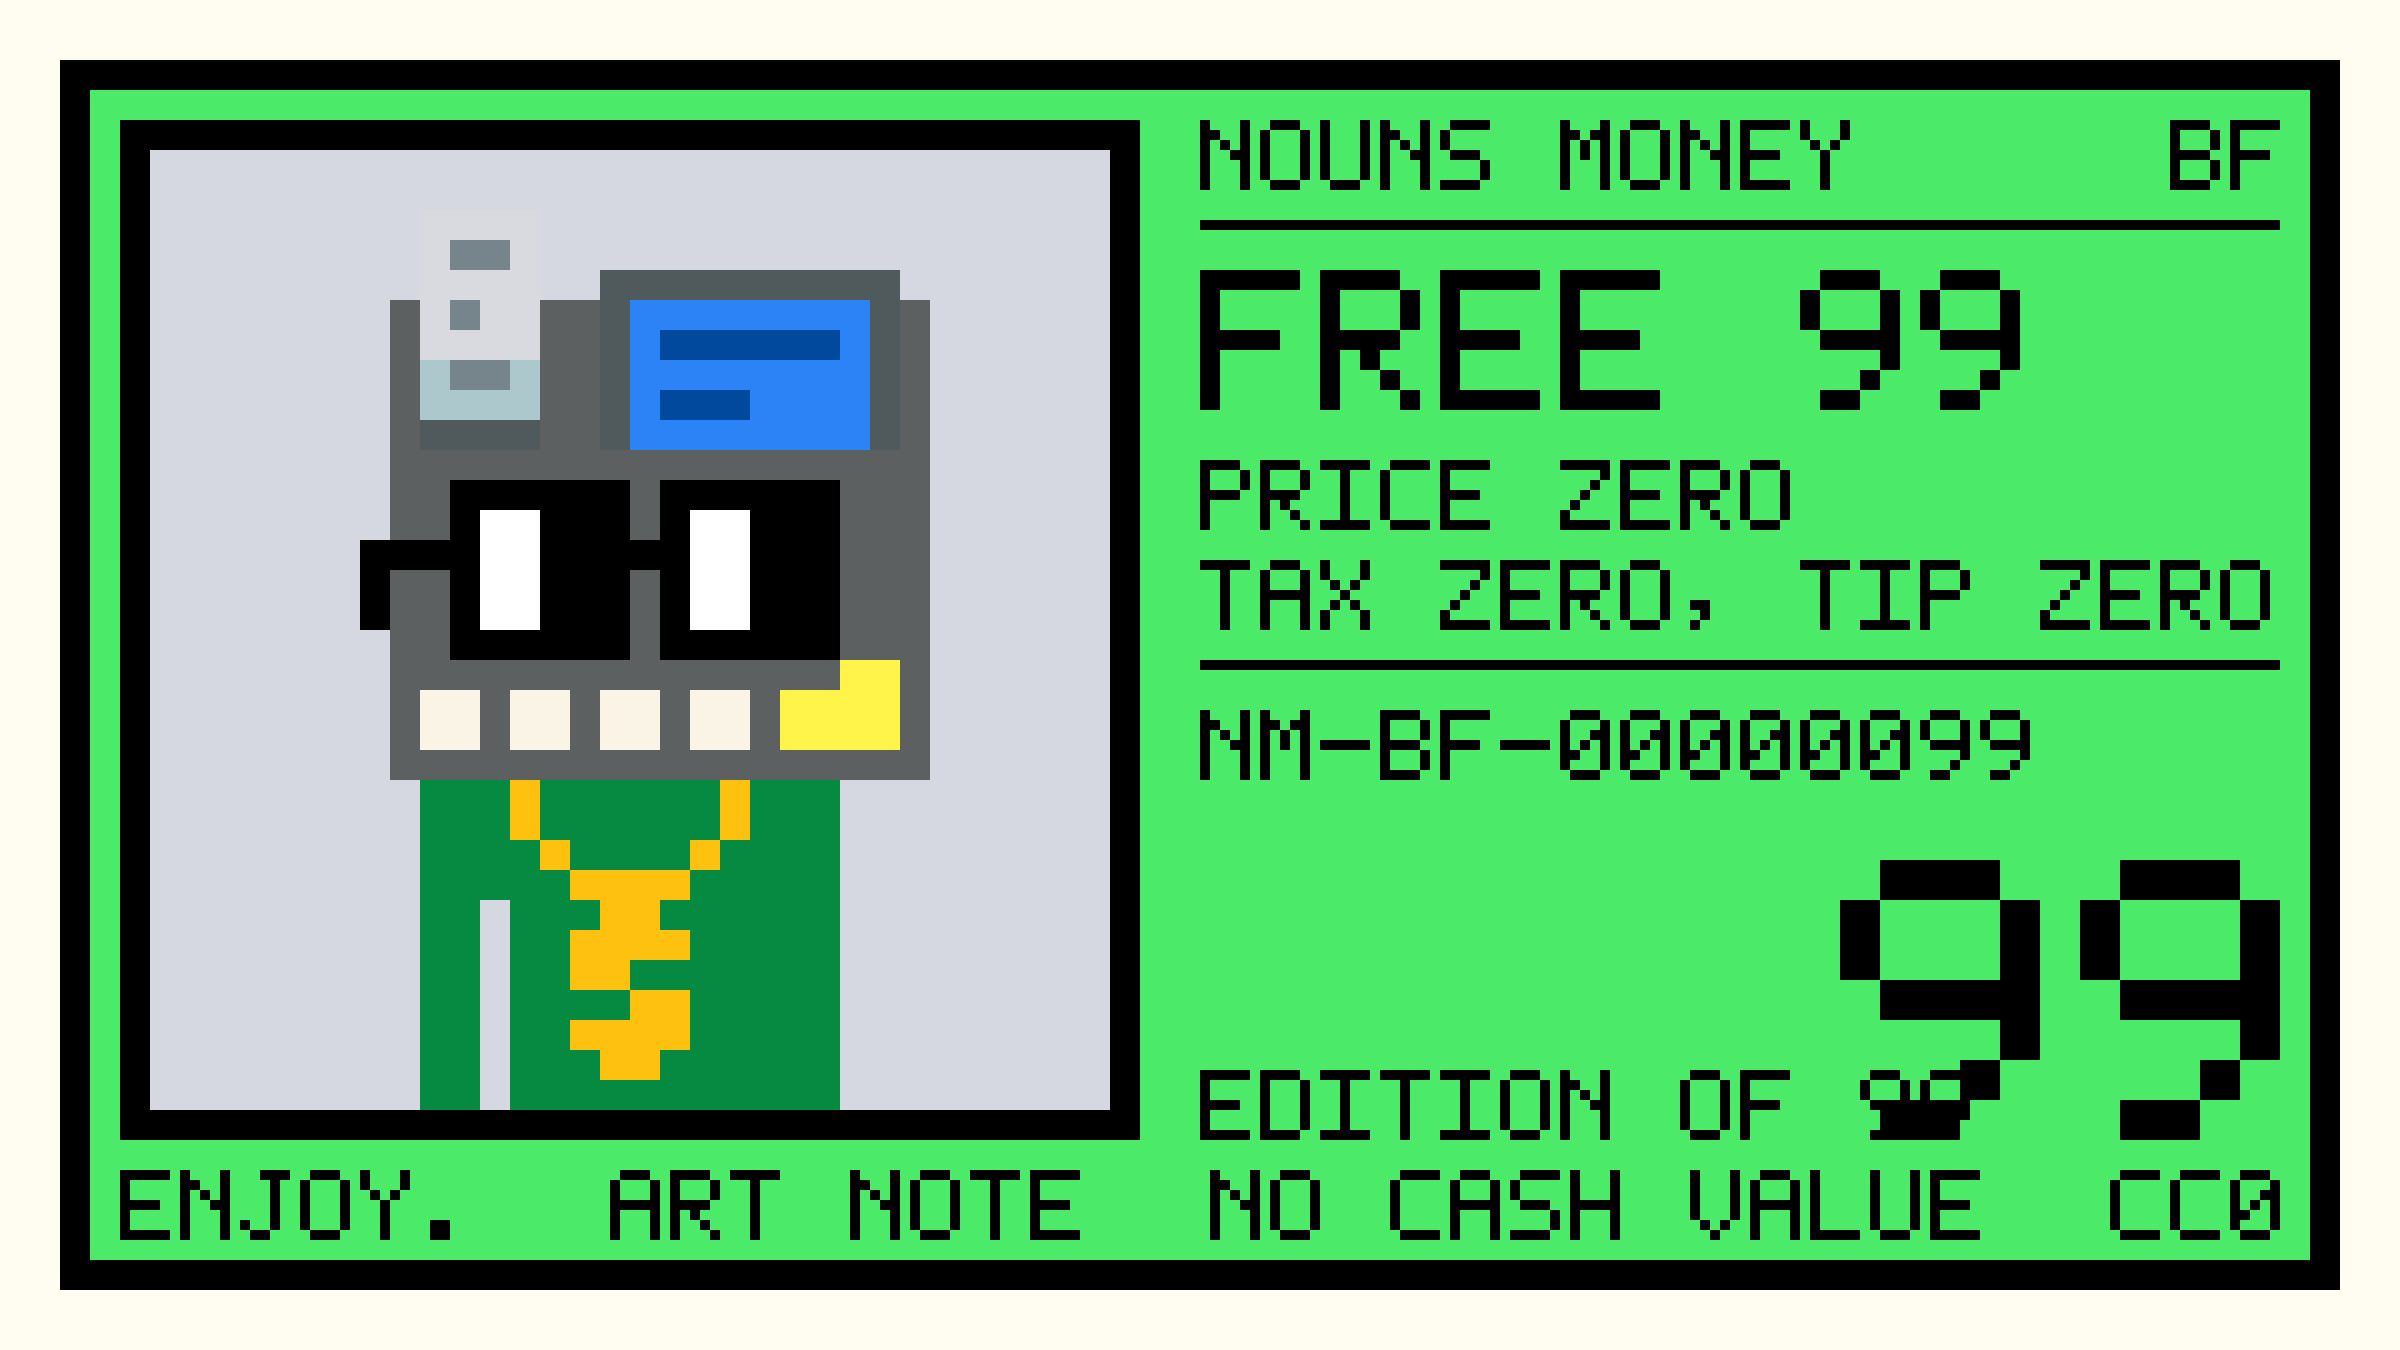 NOUNS MONEY BF
FREE 99
PRICE ZERO
TAX ZERO, TIP ZERO
NM-BF-00000099
99
EDITION OF 99
ENJOY. ART NOTE NO CASH VALUE CC0